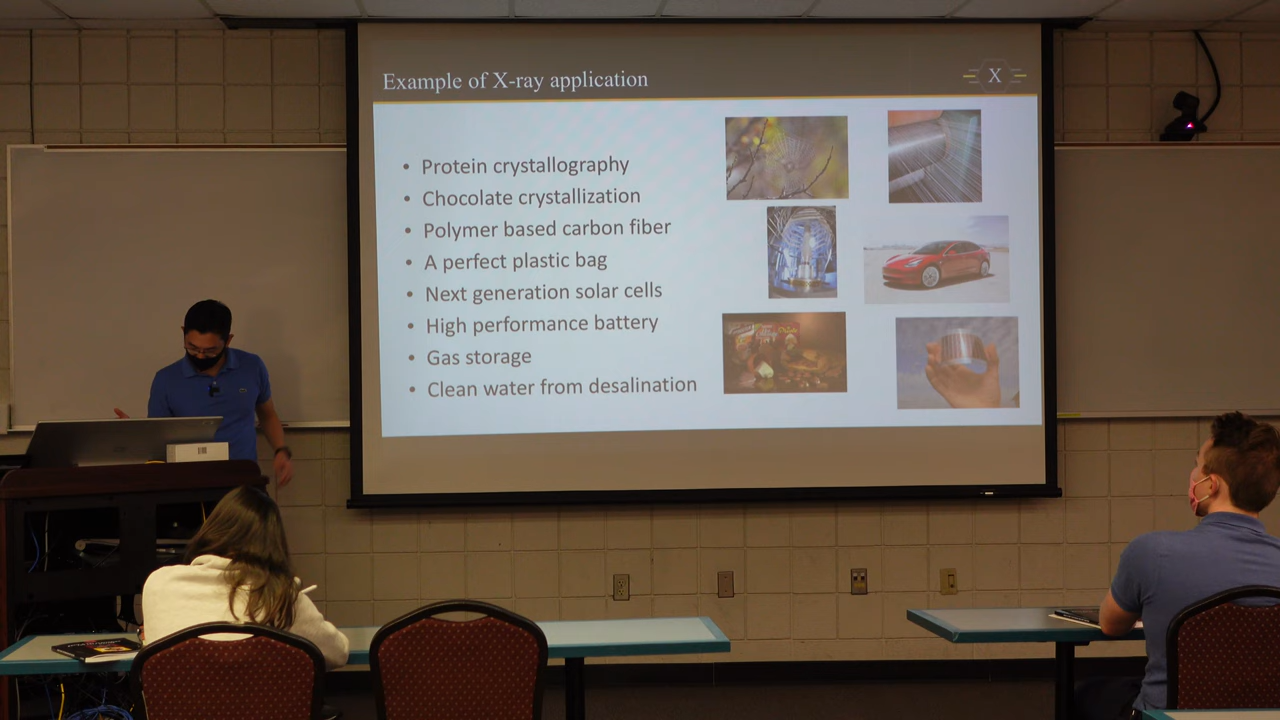 Example of X-ray application
X
• Protein crystallography
• Chocolate crystallization
• Polymer based carbon fiber
• A perfect plastic bag
• Next generation solar cells
• High performance battery
• Gas storage
• Clean water from desalination